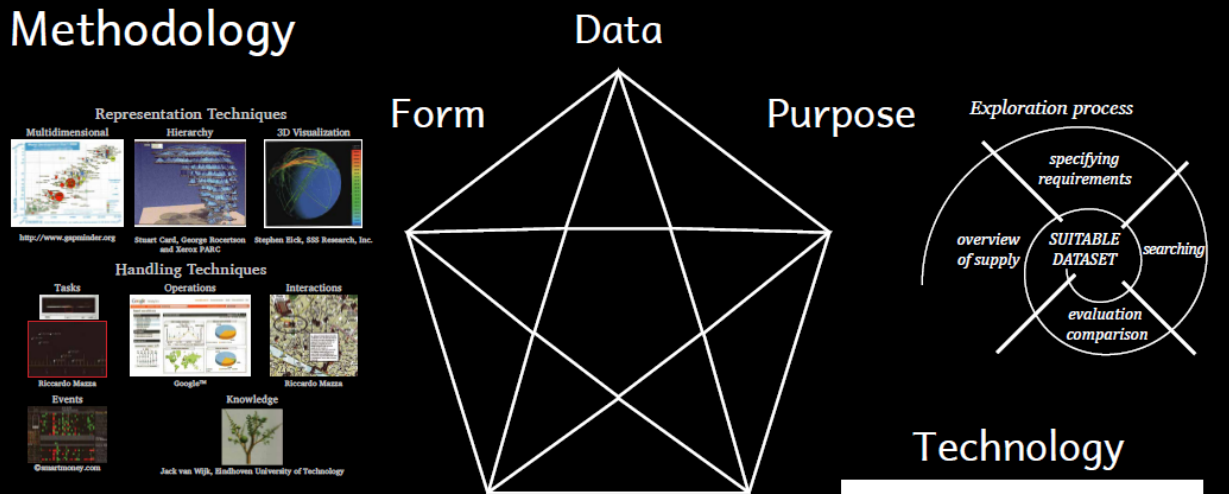 Methodology
Data
Form
Purpose
Representation Techniques
Multidimensional
Hierarchy
3D Visualization
http://www.gapminder.org
Stuart Card, George Rocertson
and Xerox PARC
Stephen Eick, SSS Research, Inc.
Handling Techniques
Tasks
Operations
Interactions
Riccardo Mazza
Google™
Riccardo Mazza
Events
Knowledge
©smartmoney.com
Jack van Wijk, Eindhoven University of Technology
Exploration process
specifying
requirements
overview
of supply
SUITABLE
DATASET
searching
evaluation
comparison
Technology